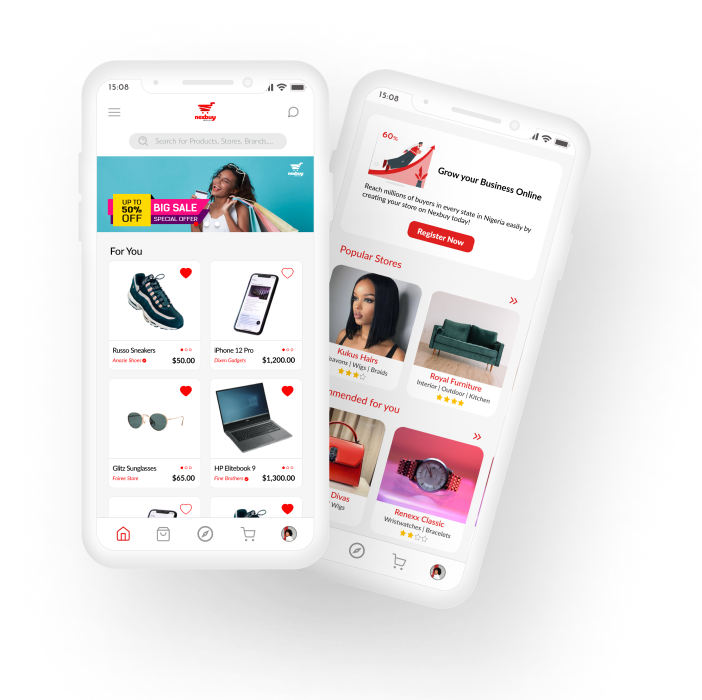 15:08
nexbuy
Search for Products, Stores, Brands,...
nexbuy
UP TO
50%
OFF
BIG SALE
SPECIAL OFFER
For You
Russo Sneakers
Anozie Shoes
$50.00
iPhone 12 Pro
Dixon Gadgets
$1,200.00
Glitz Sunglasses
Foiree Store
$65.00
HP Elitebook 9
Fine Brothers
$1,300.00
15:08
60%
Grow your Business Online
Reach millions of buyers in every state in Nigeria easily by
creating your store on Nexbuy today!
Register Now
Popular Stores
Kukus Hairs
eavons | Wigs | Braids
Royal Furniture
Interior | Outdoor | Kitchen
mmended for you
Divas
Wigs
Renexx Classic
Wristwatches | Bracelets